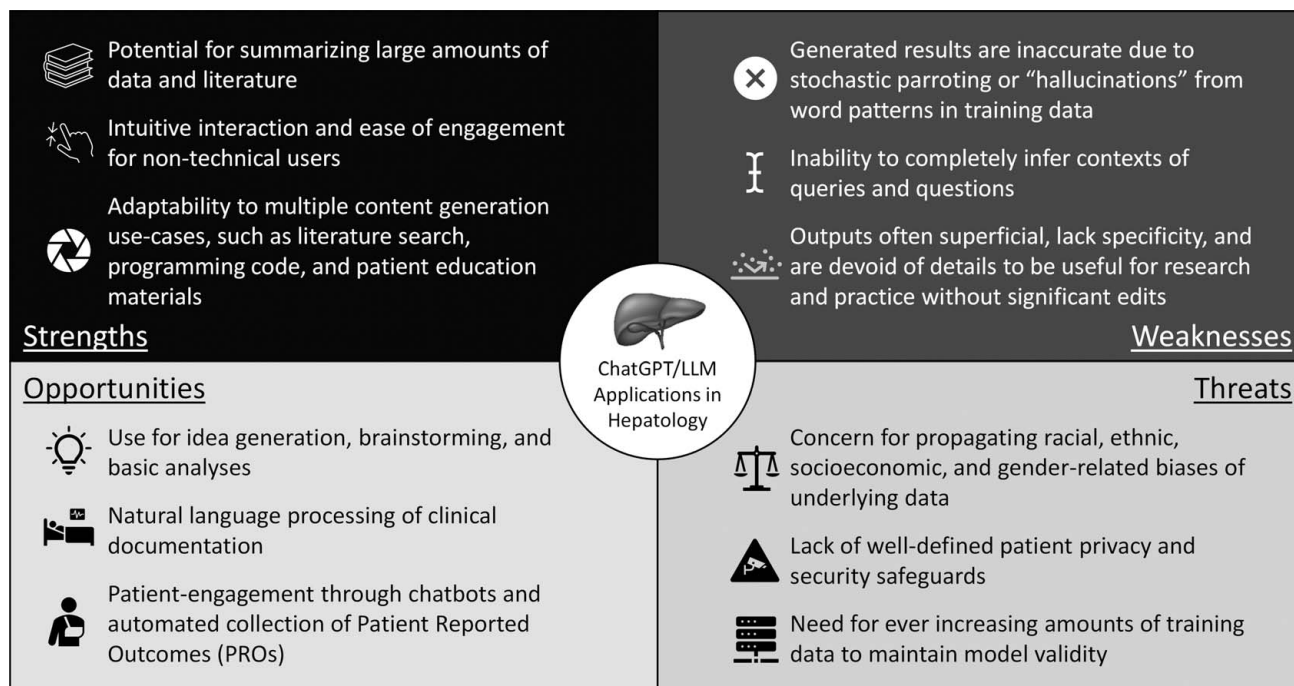 Potential for summarizing large amounts of
data and literature
Intuitive interaction and ease of engagement
for non-technical users
Adaptability to multiple content generation
use-cases, such as literature search,
programming code, and patient education
materials
Strengths
Generated results are inaccurate due to
stochastic parroting or “hallucinations” from
word patterns in training data
Inability to completely infer contexts of
queries and questions
Outputs often superficial, lack specificity, and
are devoid of details to be useful for research
and practice without significant edits
Weaknesses
ChatGPT/LLM
Applications in
Hepatology
Opportunities
Use for idea generation, brainstorming, and
basic analyses
Natural language processing of clinical
documentation
Patient-engagement through chatbots and
automated collection of Patient Reported
Outcomes (PROs)
Threats
Concern for propagating racial, ethnic,
socioeconomic, and gender-related biases of
underlying data
Lack of well-defined patient privacy and
security safeguards
Need for ever increasing amounts of training
data to maintain model validity